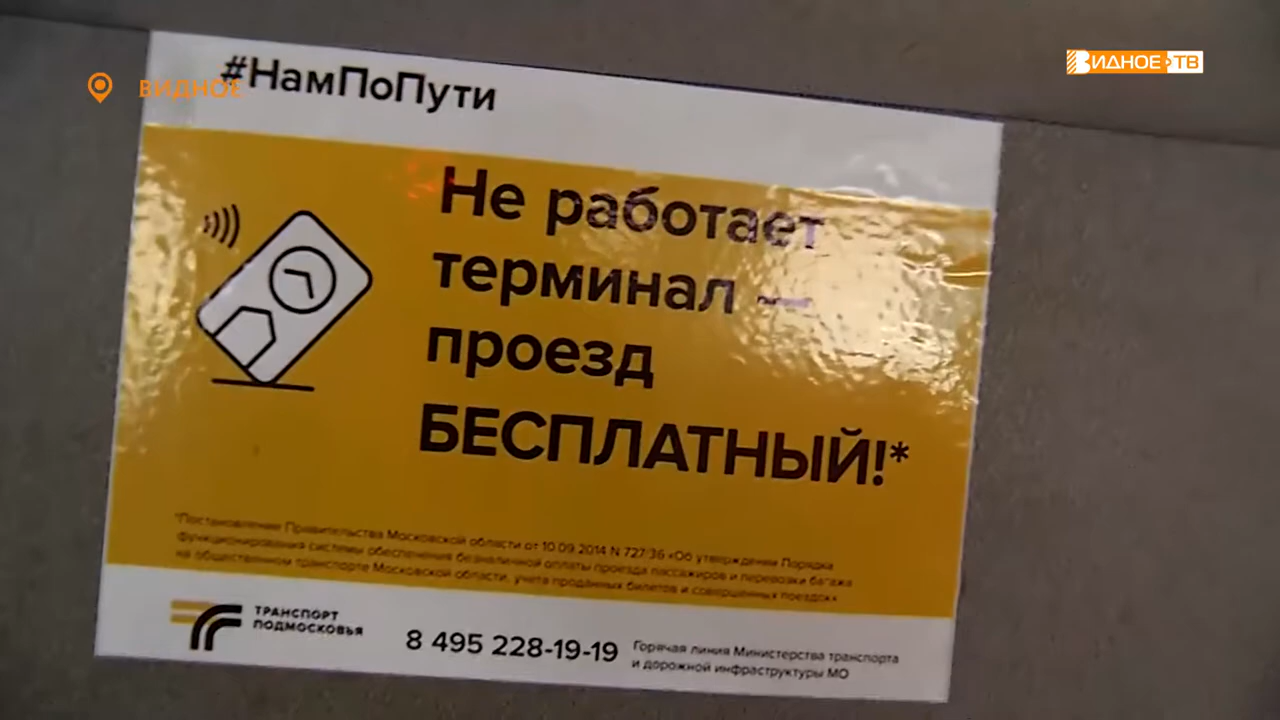 ВИДНОЕ
ВИДНОЕ ТВ
#НамПоПути
Не работает
терминал —
проезд
БЕСПЛАТНЫЙ!*
*Постановление Правительства Московской области от 10.09.2014 N 727/36 «Об утверждении Порядка
функционирования системы обеспечения безналичной оплаты проезда пассажиров и перевозки багажа
на общественном транспорте Московской области, учета проданных билетов и совершенных поездок»
ТРАНСПОРТ
ПОДМОСКОВЬЯ
8 495 228-19-19
Горячая линия Министерства транспорта
и дорожной инфраструктуры МО